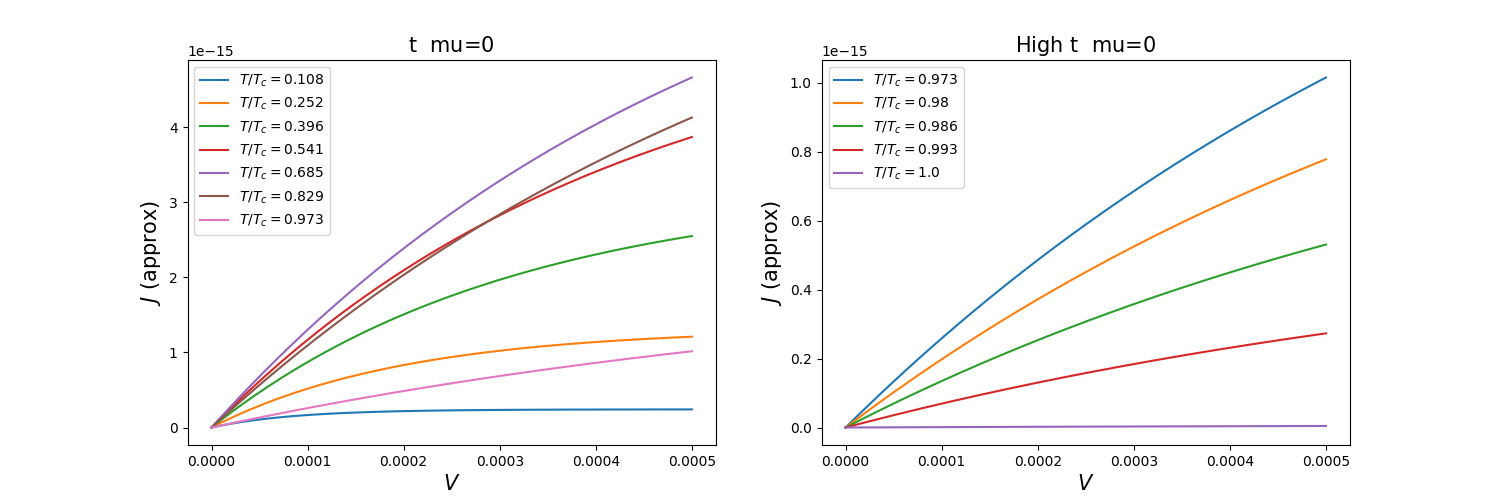 t  mu=0
1e−15
T/T_c = 0.108
T/T_c = 0.252
T/T_c = 0.396
T/T_c = 0.541
T/T_c = 0.685
T/T_c = 0.829
T/T_c = 0.973
J (approx)
4
3
2
1
0
0.0000 0.0001 0.0002 0.0003 0.0004 0.0005
V
High t  mu=0
1e−15
T/T_c = 0.973
T/T_c = 0.98
T/T_c = 0.986
T/T_c = 0.993
T/T_c = 1.0
J (approx)
1.0
0.8
0.6
0.4
0.2
0.0
0.0000 0.0001 0.0002 0.0003 0.0004 0.0005
V